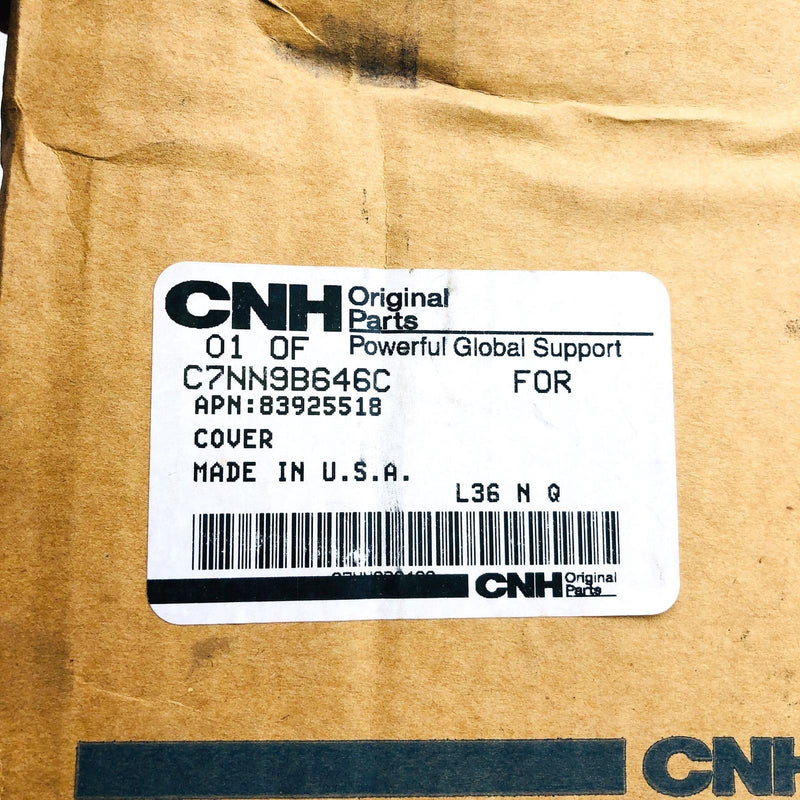 CNH Original
Parts
01 OF Powerful Global Support
C7NN9B646C FOR
APN:83925518
COVER
MADE IN U.S.A.
L36 N Q
CNH Original
Parts
CNH